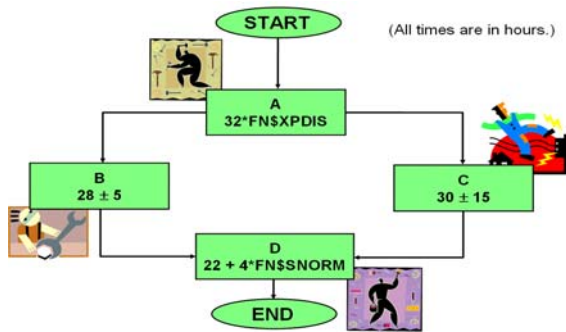 START
(All times are in hours.)
A
32*FN$XPDIS
B
28 ± 5
C
30 ± 15
D
22 + 4*FN$SNORM
END